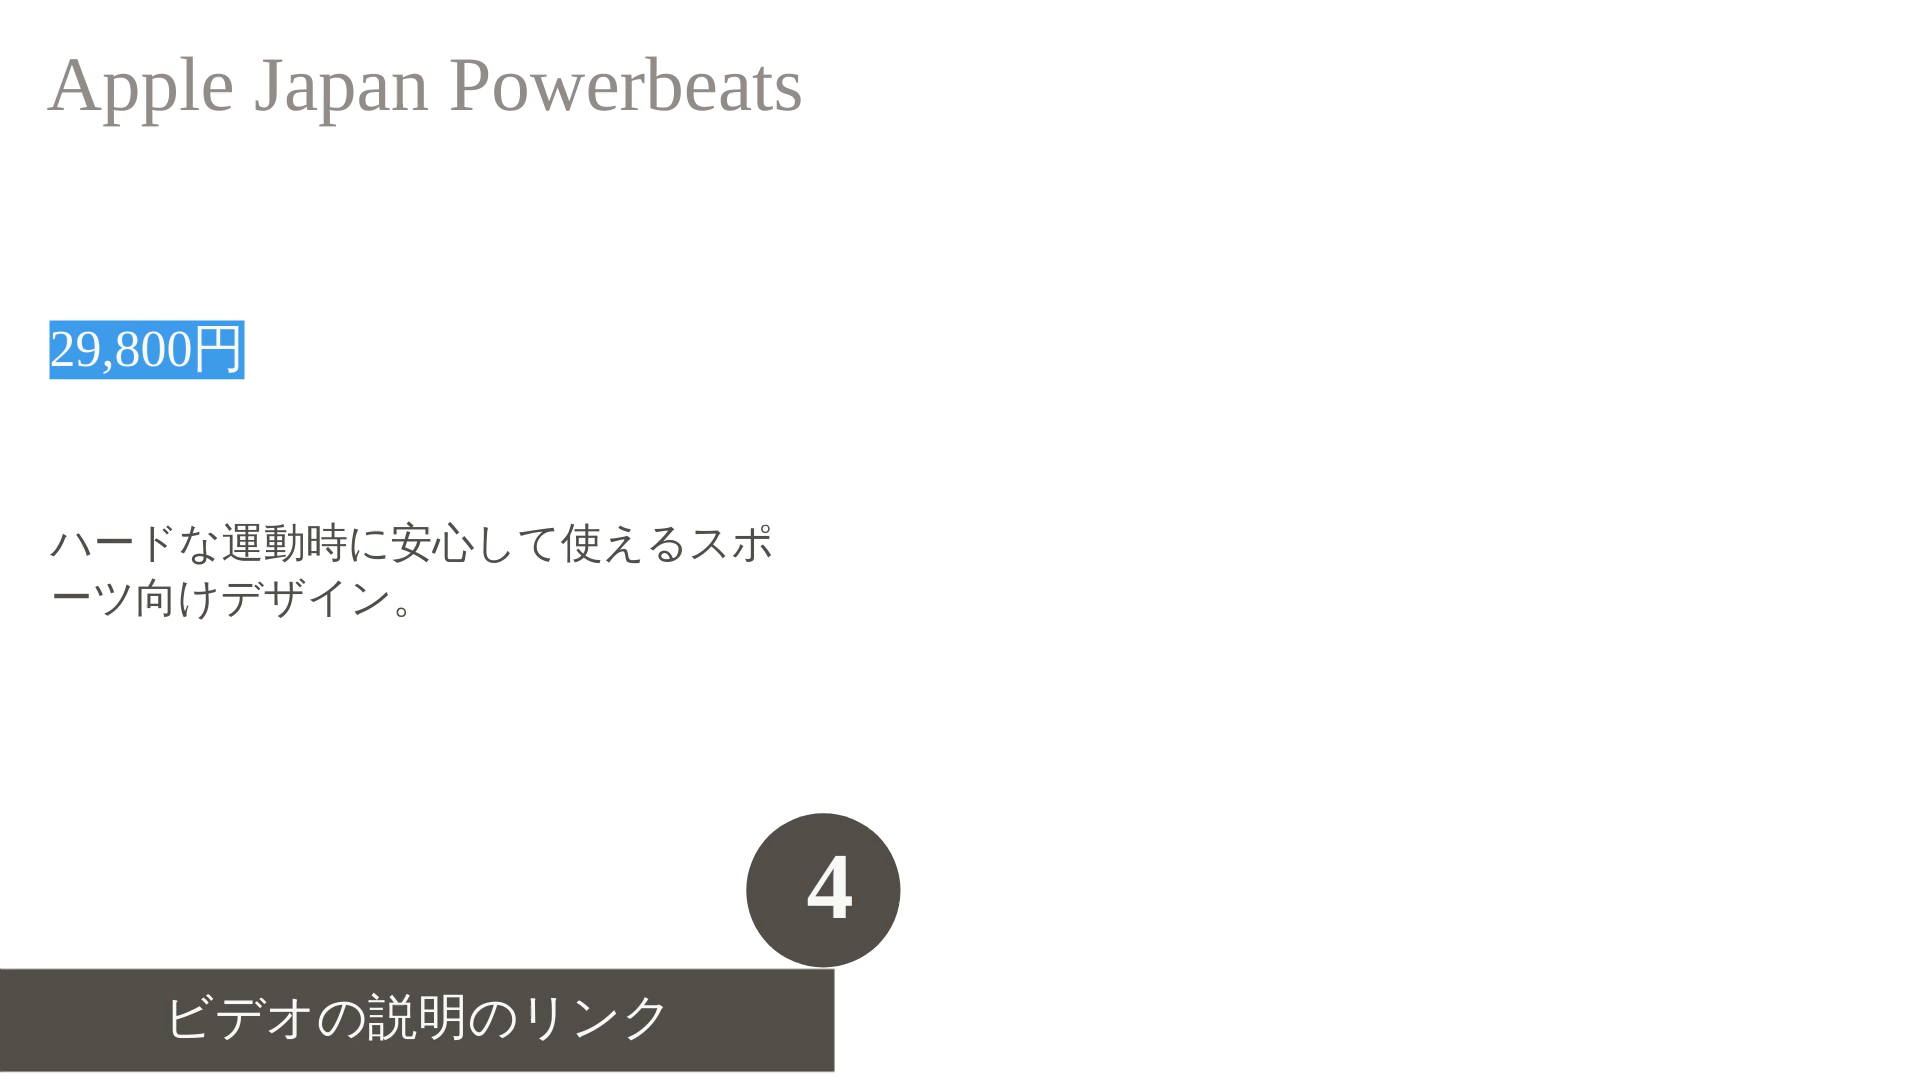 Apple Japan Powerbeats
29,800円
ハードな運動時に安心して使えるスポ
ーツ向けデザイン。
4
ビデオの説明のリンク